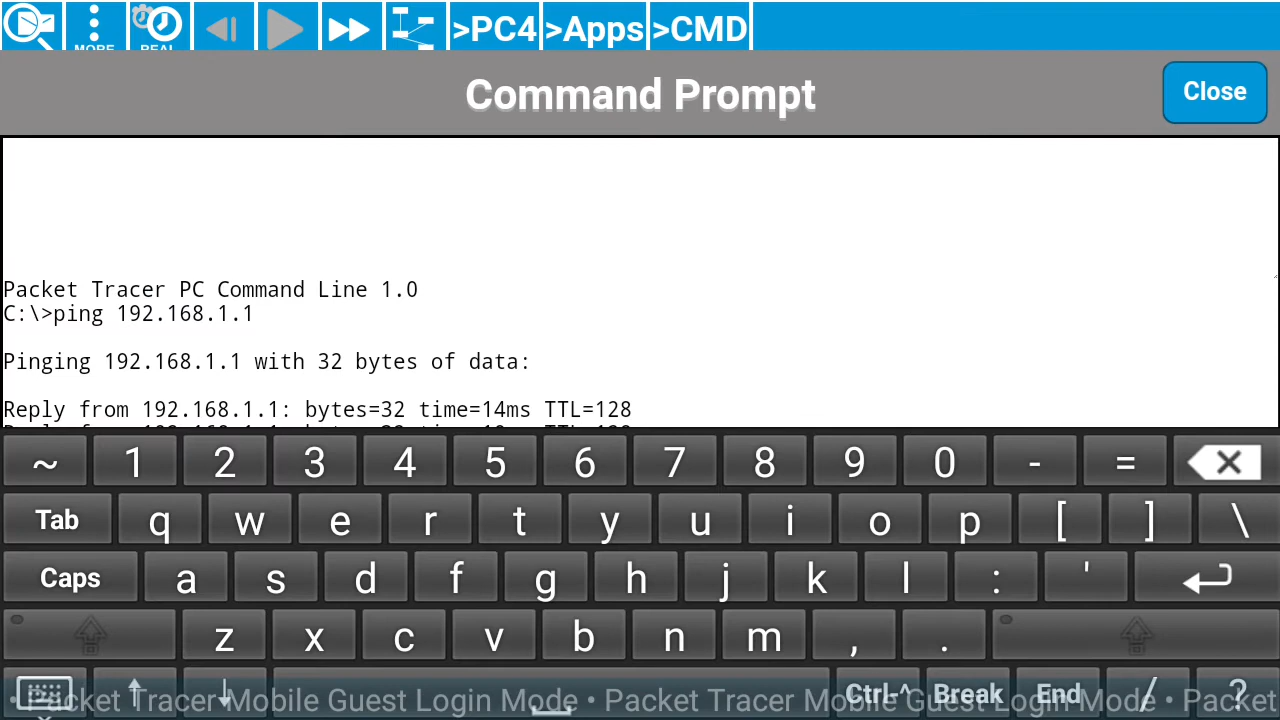 MORE
REAL
>PC4 >Apps >CMD
Command Prompt
Close
Packet Tracer PC Command Line 1.0
C:\>ping 192.168.1.1
Pinging 192.168.1.1 with 32 bytes of data:
Reply from 192.168.1.1: bytes=32 time=14ms TTL=128
~ 1 2 3 4 5 6 7 8 9 0 - =
Tab q w e r t y u i o p [ ] \
Caps a s d f g h j k l : '
z x c v b n m , .
Ctrl-^ Break End / ?
• Packet Tracer Mobile Guest Login Mode • Packet Tracer Mobile Guest Login Mode • Packet